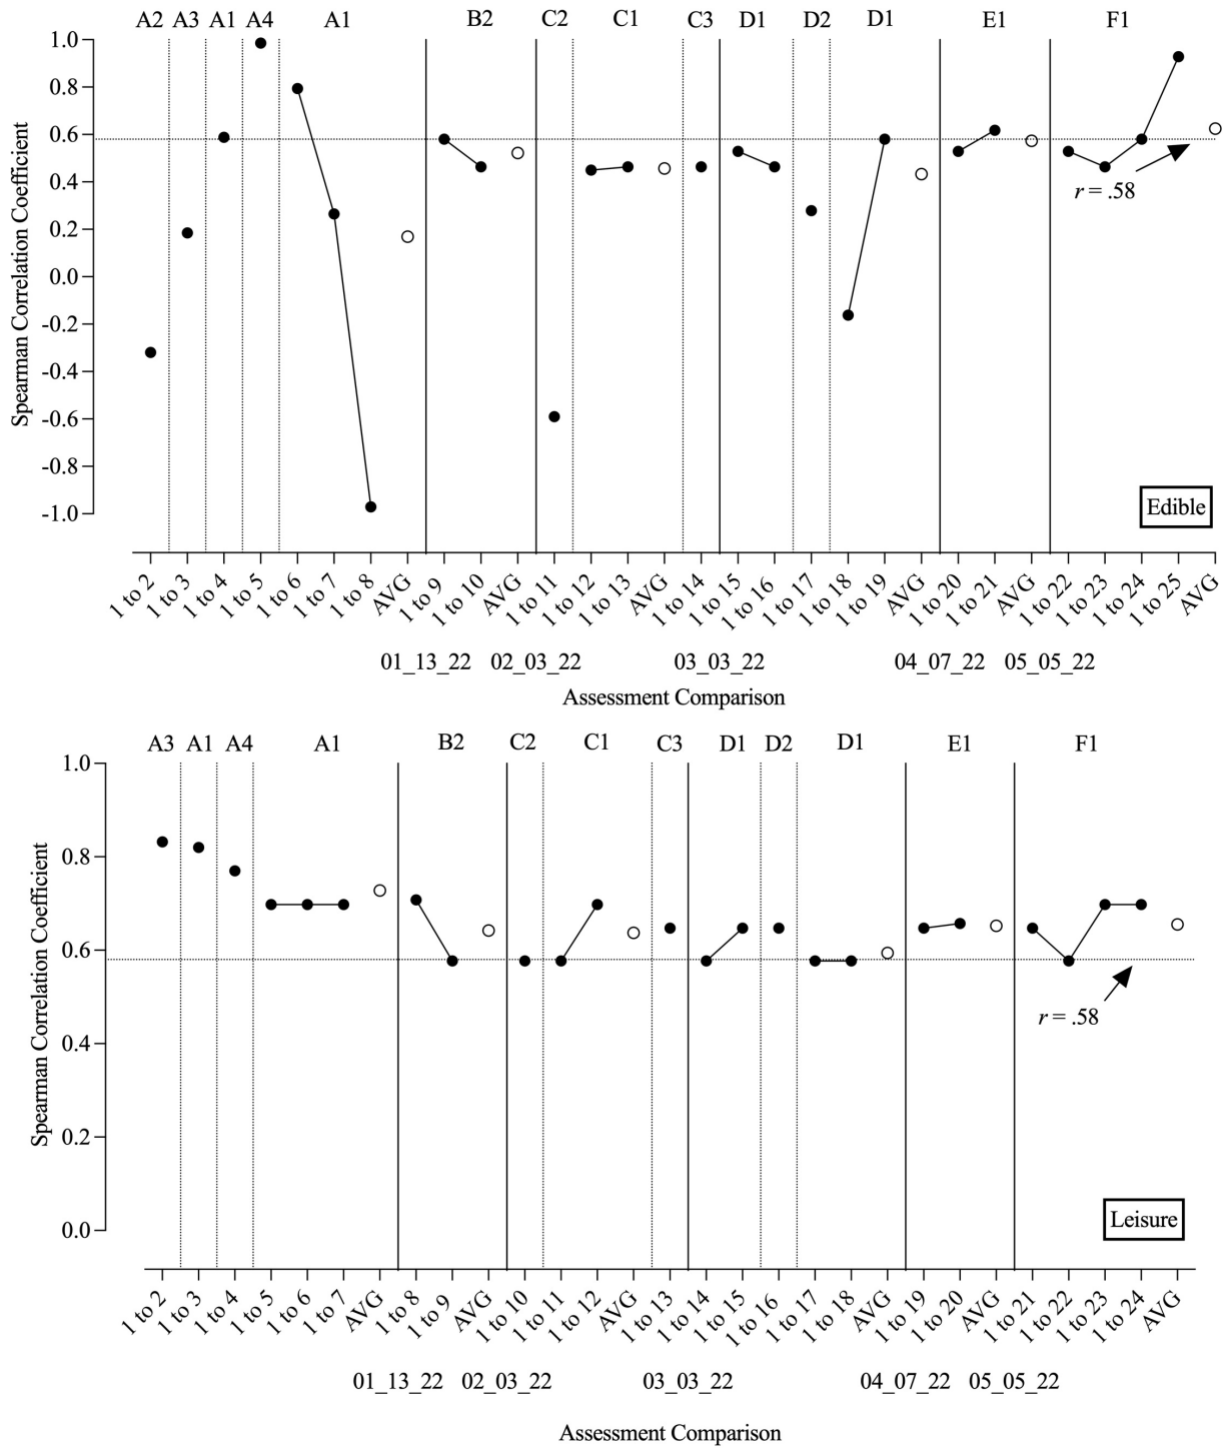 A2 A3 A1 A4 A1 B2 C2 C1 C3 D1 D2 D1 E1 F1
1.0
0.8
0.6
0.4
0.2
0.0
-0.2
-0.4
-0.6
-0.8
-1.0
Spearman Correlation Coefficient
r = .58
Edible
1 to 2 1 to 3 1 to 4 1 to 5 1 to 6 1 to 7 1 to 8 AVG 1 to 9 1 to 10 AVG 1 to 11 1 to 12 1 to 13 AVG 1 to 14 1 to 15 1 to 16 1 to 17 1 to 18 1 to 19 AVG 1 to 20 1 to 21 AVG 1 to 22 1 to 23 1 to 24 1 to 25 AVG
01_13_22 02_03_22 03_03_22 04_07_22 05_05_22
Assessment Comparison
A3 A1 A4 A1 B2 C2 C1 C3 D1 D2 D1 E1 F1
1.0
0.8
0.6
0.4
0.2
0.0
Spearman Correlation Coefficient
r = .58
Leisure
1 to 2 1 to 3 1 to 4 1 to 5 1 to 6 1 to 7 AVG 1 to 8 1 to 9 AVG 1 to 10 1 to 11 1 to 12 AVG 1 to 13 1 to 14 1 to 15 1 to 16 1 to 17 1 to 18 AVG 1 to 19 1 to 20 AVG 1 to 21 1 to 22 1 to 23 1 to 24 AVG
01_13_22 02_03_22 03_03_22 04_07_22 05_05_22
Assessment Comparison